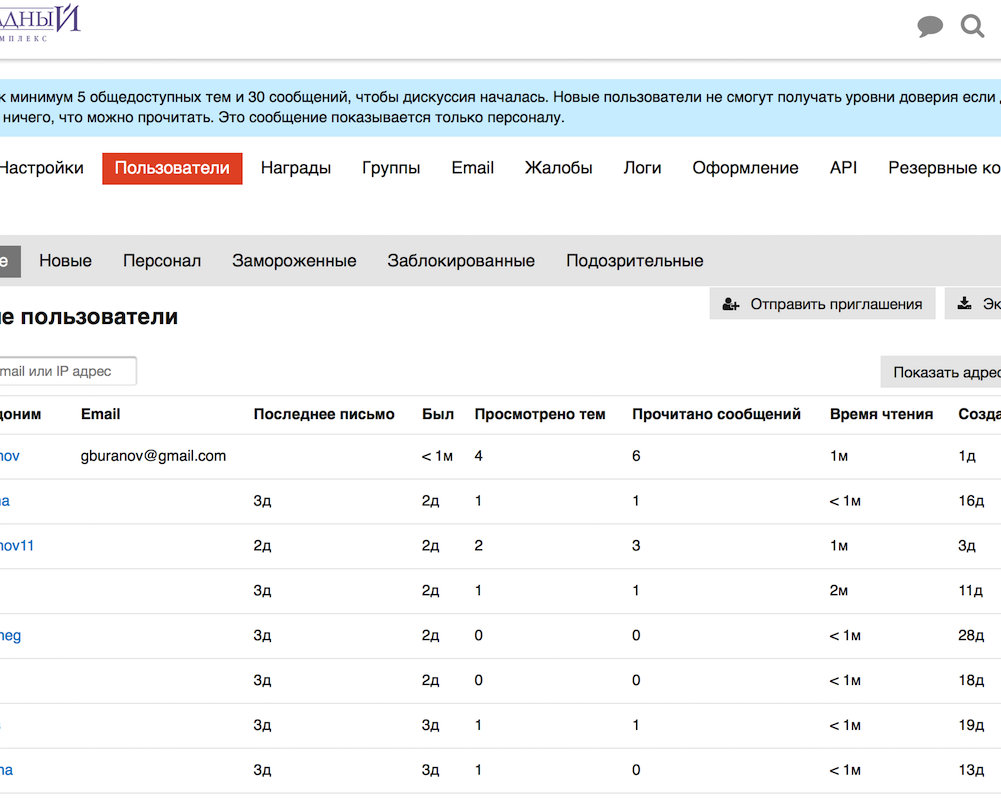 АДНЫЙ
МПЛЕКС
к минимум 5 общедоступных тем и 30 сообщений, чтобы дискуссия началась. Новые пользователи не смогут получать уровни доверия если
ничего, что можно прочитать. Это сообщение показывается только персоналу.
Настройки Пользователи Награды Группы Email Жалобы Логи Оформление API Резервные ко
е Новые Персонал Замороженные Заблокированные Подозрительные
Отправить приглашения Эк
е пользователи
mail или IP адрес
Показать адрес
доним Email Последнее письмо Был Просмотрено тем Прочитано сообщений Время чтения Созда
nov gburanov@gmail.com < 1м 4 6 1м 1д
на 3д 2д 1 1 < 1м 16д
nov11 2д 2д 2 3 1м 3д
3д 2д 1 1 2м 11д
neg 3д 2д 0 0 < 1м 28д
3д 2д 0 0 < 1м 18д
3д 3д 1 1 < 1м 19д
na 3д 3д 1 0 < 1м 13д